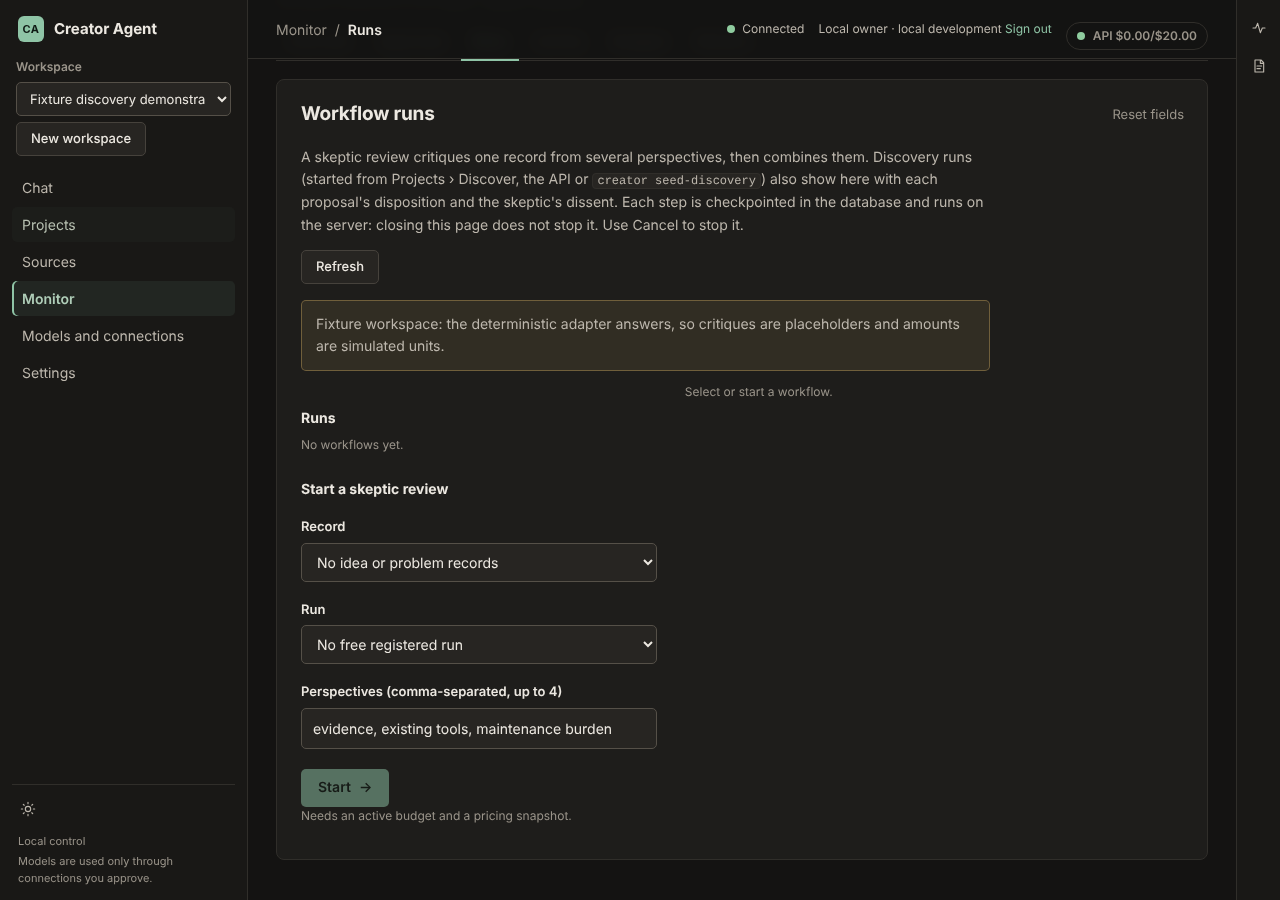 CA Creator Agent
Workspace
Fixture discovery demonstra
New workspace
Chat
Projects
Sources
Monitor
Models and connections
Settings
Local control
Models are used only through
connections you approve.
Monitor / Runs
Connected Local owner · local development Sign out API $0.00/$20.00
Workflow runs
Reset fields
A skeptic review critiques one record from several perspectives, then combines them. Discovery runs
(started from Projects › Discover, the API or creator seed-discovery) also show here with each
proposal's disposition and the skeptic's dissent. Each step is checkpointed in the database and runs on
the server: closing this page does not stop it. Use Cancel to stop it.
Refresh
Fixture workspace: the deterministic adapter answers, so critiques are placeholders and amounts
are simulated units.
Select or start a workflow.
Runs
No workflows yet.
Start a skeptic review
Record
No idea or problem records
Run
No free registered run
Perspectives (comma-separated, up to 4)
evidence, existing tools, maintenance burden
Start →
Needs an active budget and a pricing snapshot.